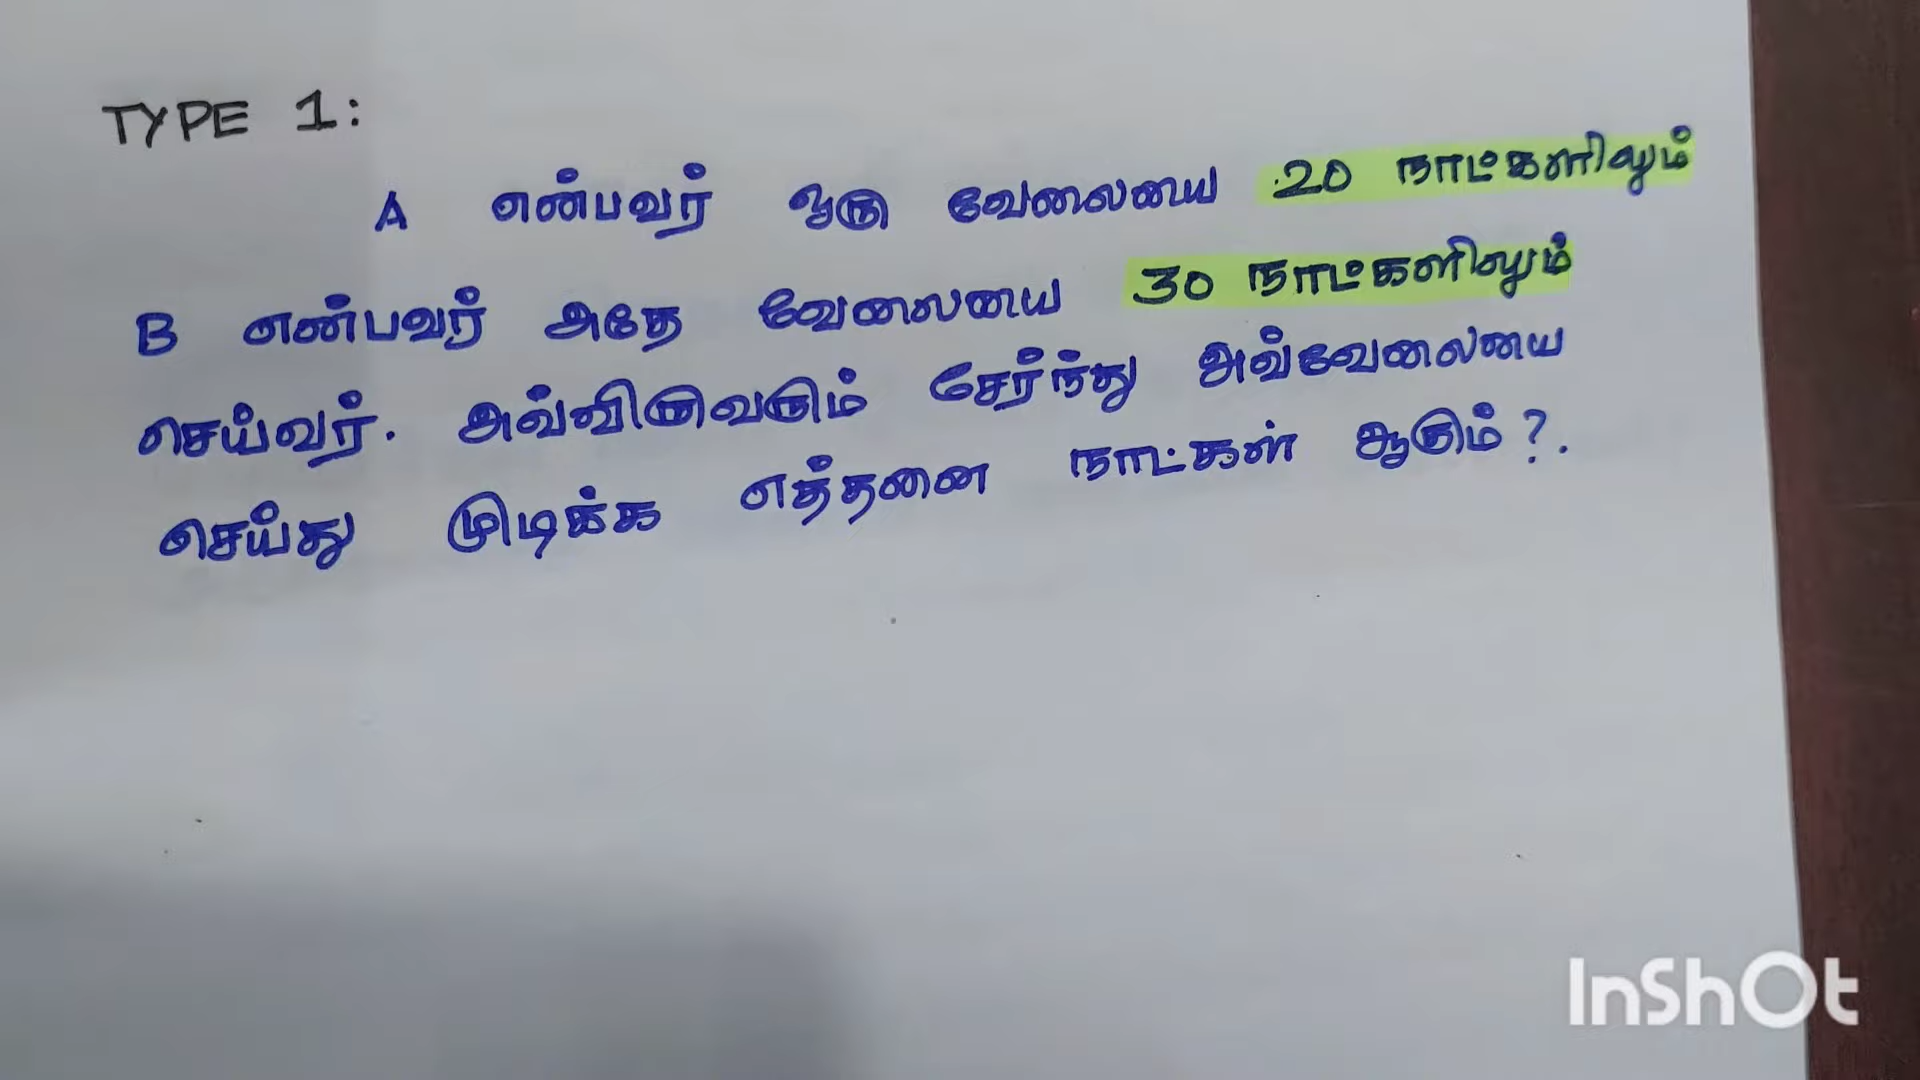 TYPE 1:
A என்பவர் ஒரு வேலையை 20 நாட்களிலும்
B என்பவர் அதே வேலையை 30 நாட்களிலும்
செய்வர். அவ்விருவரும் சேர்ந்து அவ்வேலையை
செய்து முடிக்க எத்தனை நாட்கள் ஆகும்?.
InShOt